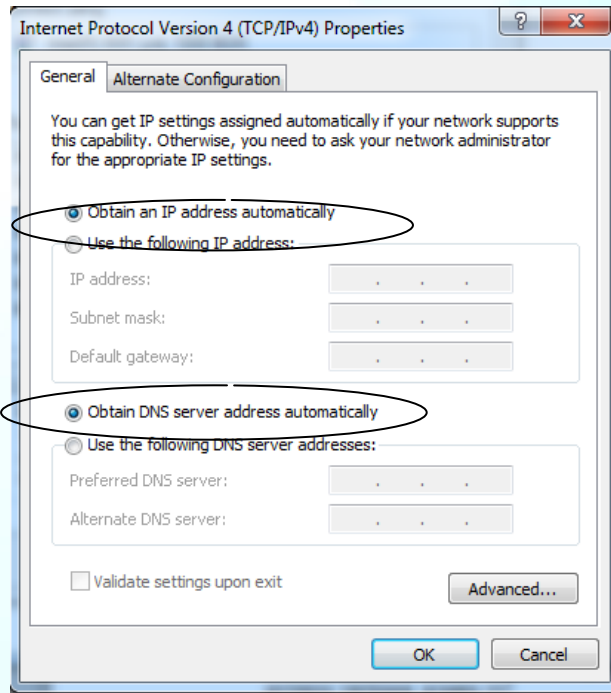 Internet Protocol Version 4 (TCP/IPv4) Properties
?
X
General
Alternate Configuration
You can get IP settings assigned automatically if your network supports
this capability. Otherwise, you need to ask your network administrator
for the appropriate IP settings.
Obtain an IP address automatically
Use the following IP address:
IP address:
. . .
Subnet mask:
. . .
Default gateway:
. . .
Obtain DNS server address automatically
Use the following DNS server addresses:
Preferred DNS server:
. . .
Alternate DNS server:
. . .
Validate settings upon exit
Advanced...
OK
Cancel